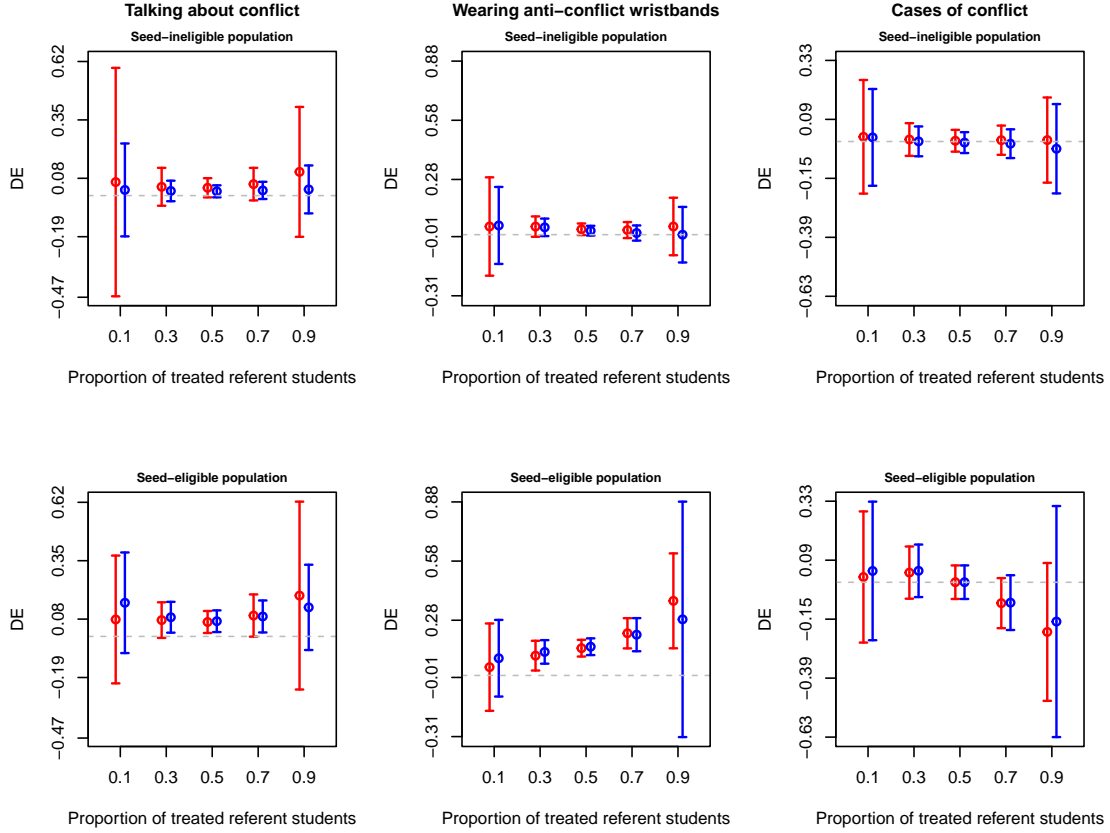 Talking about conflict
Wearing anti−conflict wristbands
Cases of conflict
Seed−ineligible population
Seed−ineligible population
Seed−ineligible population
DE
0.62
0.35
0.08
−0.19
−0.47
0.1 0.3 0.5 0.7 0.9
Proportion of treated referent students
DE
0.88
0.58
0.28
−0.01
−0.31
0.1 0.3 0.5 0.7 0.9
Proportion of treated referent students
DE
0.33
0.09
−0.15
−0.39
−0.63
0.1 0.3 0.5 0.7 0.9
Proportion of treated referent students
Seed−eligible population
DE
0.62
0.35
0.08
−0.19
−0.47
0.1 0.3 0.5 0.7 0.9
Proportion of treated referent students
Seed−eligible population
DE
0.88
0.58
0.28
−0.01
−0.31
0.1 0.3 0.5 0.7 0.9
Proportion of treated referent students
Seed−eligible population
DE
0.33
0.09
−0.15
−0.39
−0.63
0.1 0.3 0.5 0.7 0.9
Proportion of treated referent students